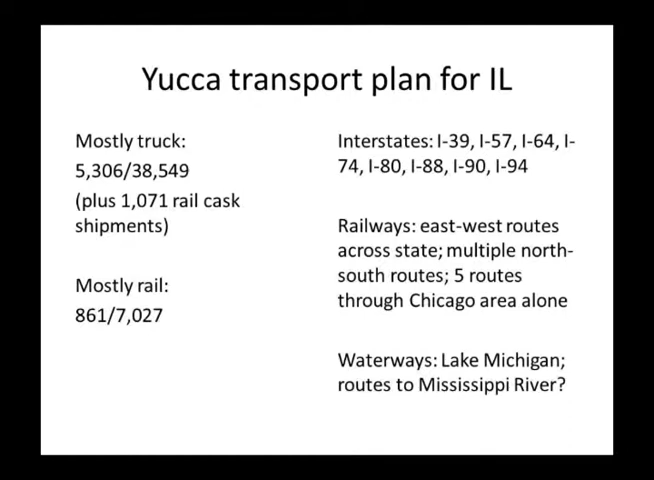 Yucca transport plan for IL
Mostly truck:
5,306/38,549
(plus 1,071 rail cask
shipments)
Mostly rail:
861/7,027
Interstates: I-39, I-57, I-64, I-
74, I-80, I-88, I-90, I-94
Railways: east-west routes
across state; multiple north-
south routes; 5 routes
through Chicago area alone
Waterways: Lake Michigan;
routes to Mississippi River?